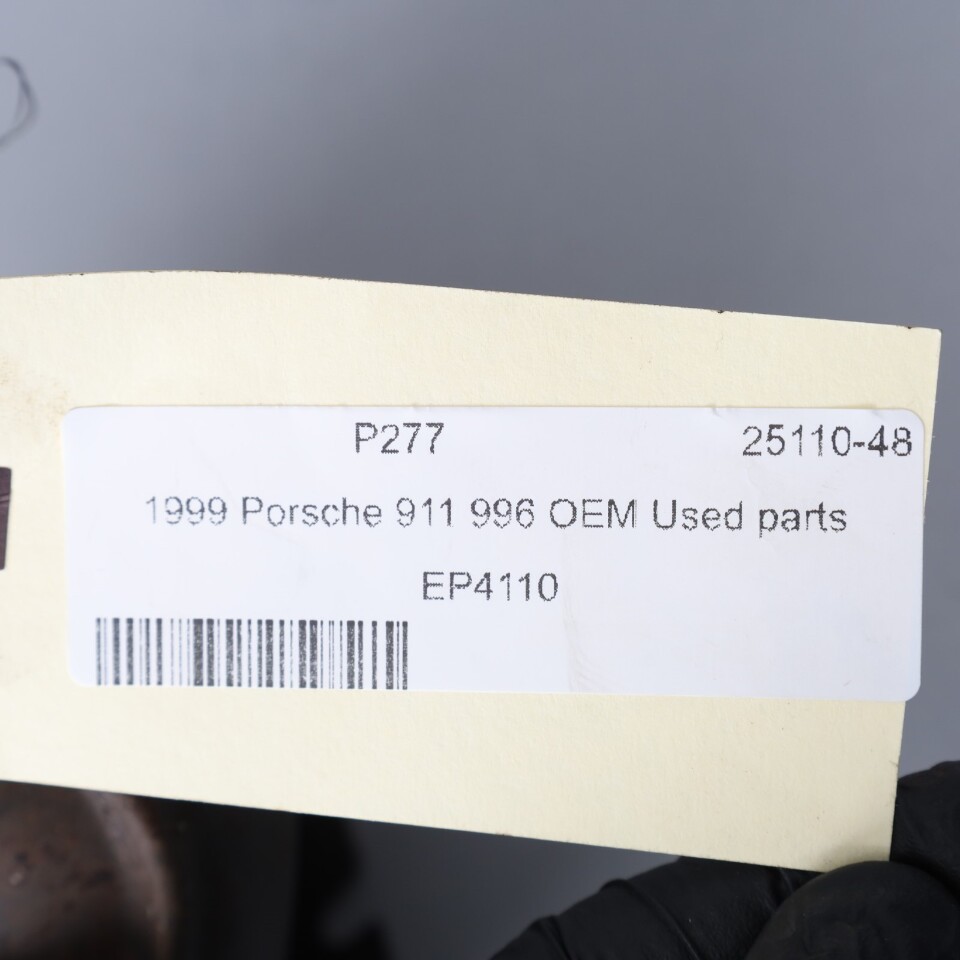 P277 25110-48
1999 Porsche 911 996 OEM Used parts
EP4110